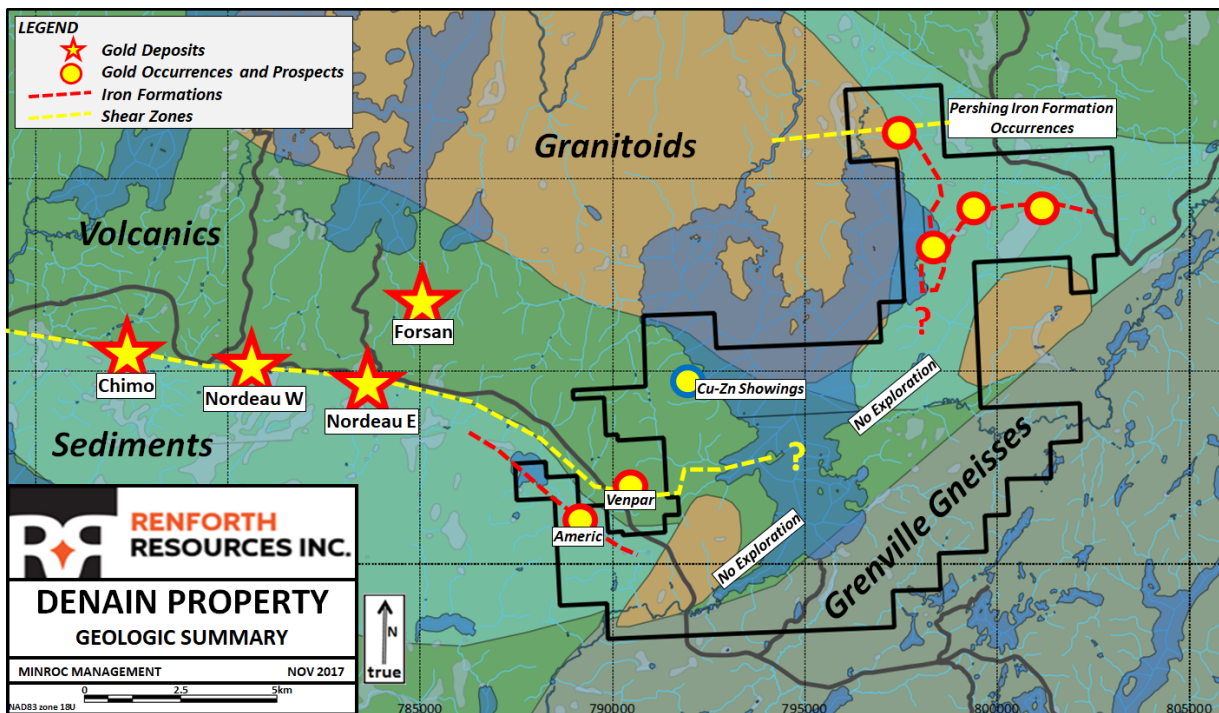 LEGEND
Gold Deposits
Gold Occurrences and Prospects
Iron Formations
Shear Zones
Granitoids
Pershing Iron Formation
Occurrences
Volcanics
?
Forsan
Chimo
Nordeau W
Nordeau E
Cu-Zn Showings
No Exploration
Sediments
?
Venpar
Americ
No Exploration
Grenville Gneisses
RR
RENFORTH
RESOURCES INC.
DENAIN PROPERTY
GEOLOGIC SUMMARY
MINROC MANAGEMENT NOV 2017
0 2.5 5km
NAD83 zone 18U
N
true
785000 790000 795000 800000 805000